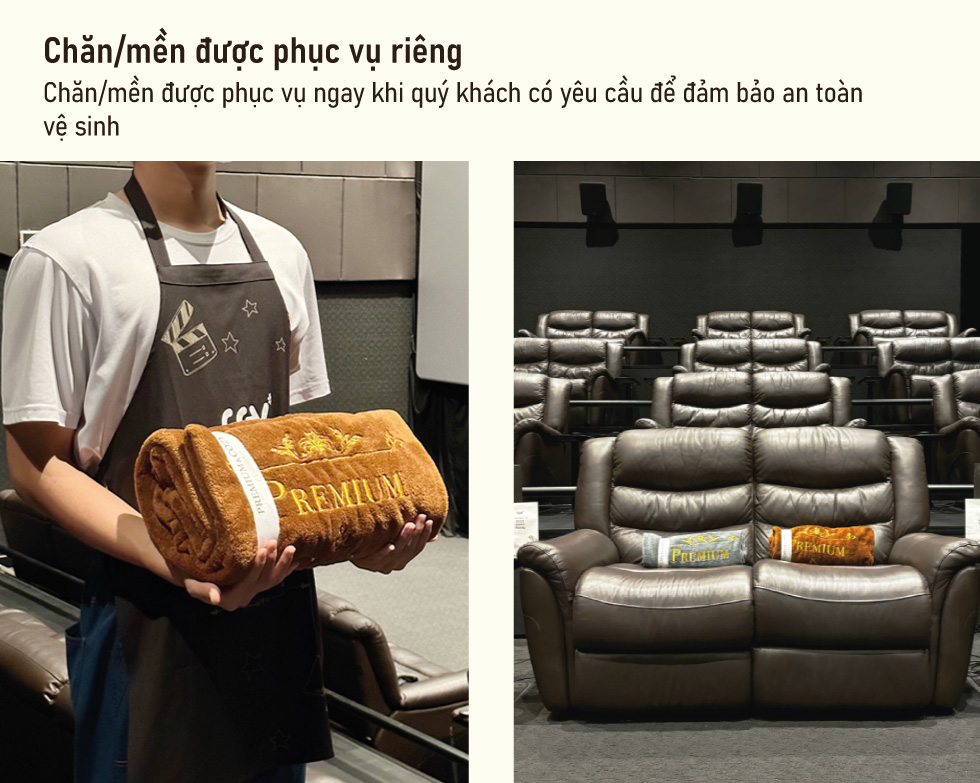 Chăn/mền được phục vụ riêng
Chăn/mền được phục vụ ngay khi quý khách có yêu cầu để đảm bảo an toàn
vệ sinh
PREMIUM
PREMIUM
PREMIUM